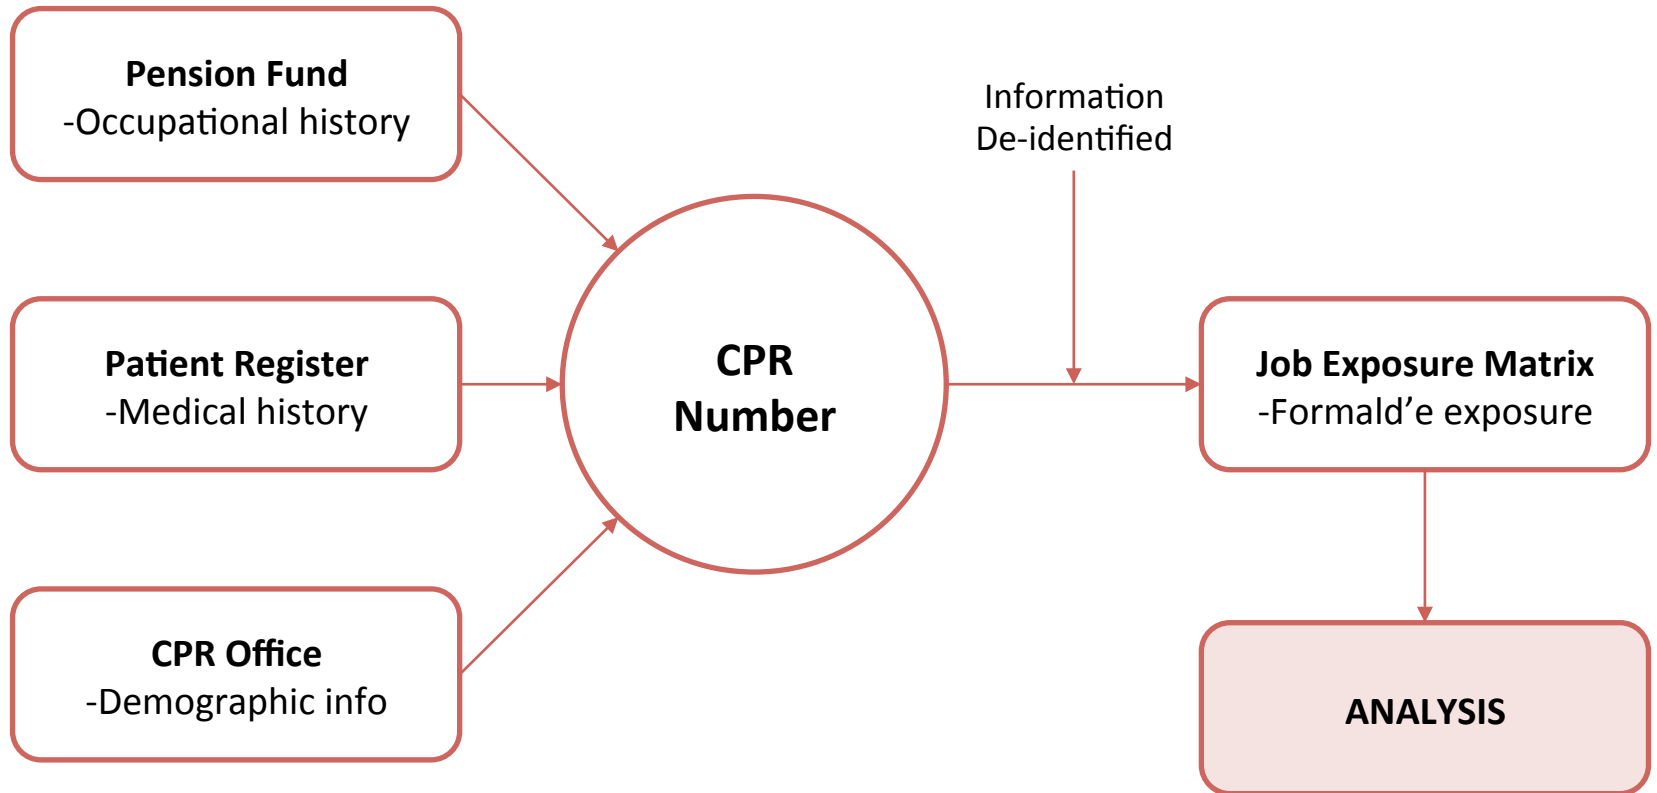 Pension Fund
-Occupational history
Information
De-identified
Patient Register
-Medical history
CPR
Number
Job Exposure Matrix
-Formald’e exposure
CPR Office
-Demographic info
ANALYSIS